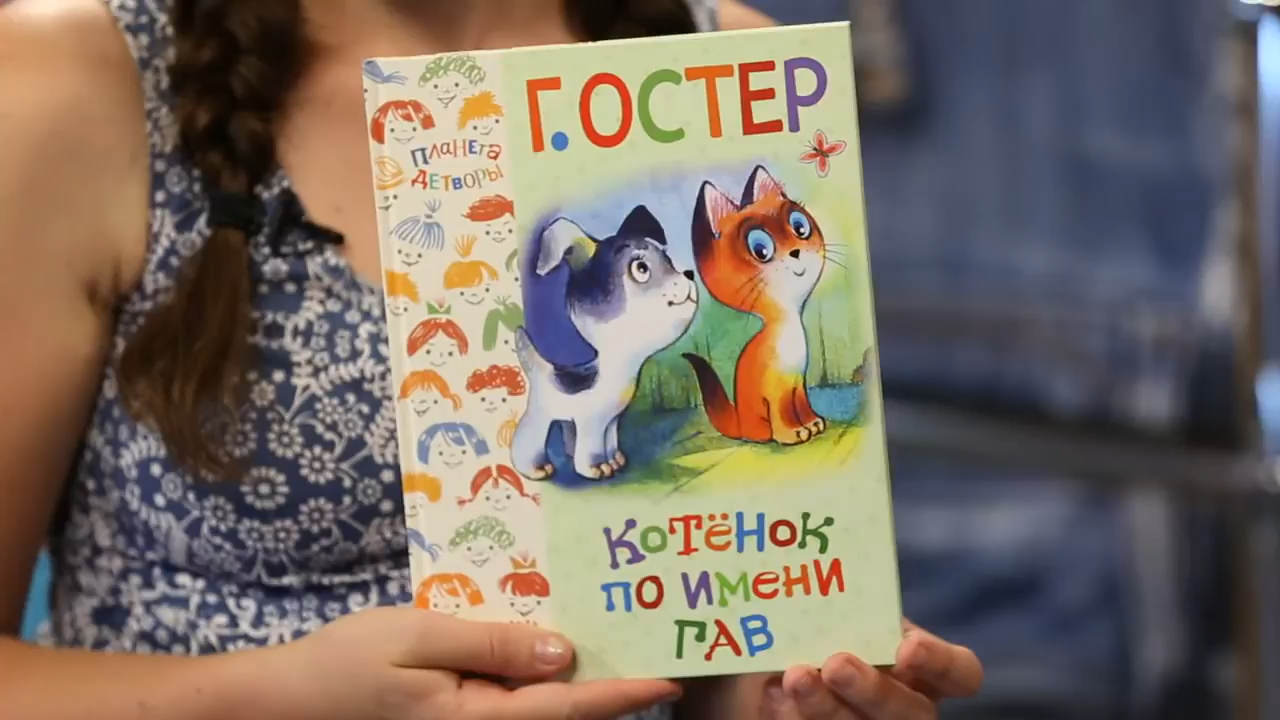 Г. ОСТЕР
ПЛАНЕТА
ДЕТВОРЫ
КОТЁНОК
ПО ИМЕНИ
ГАВ